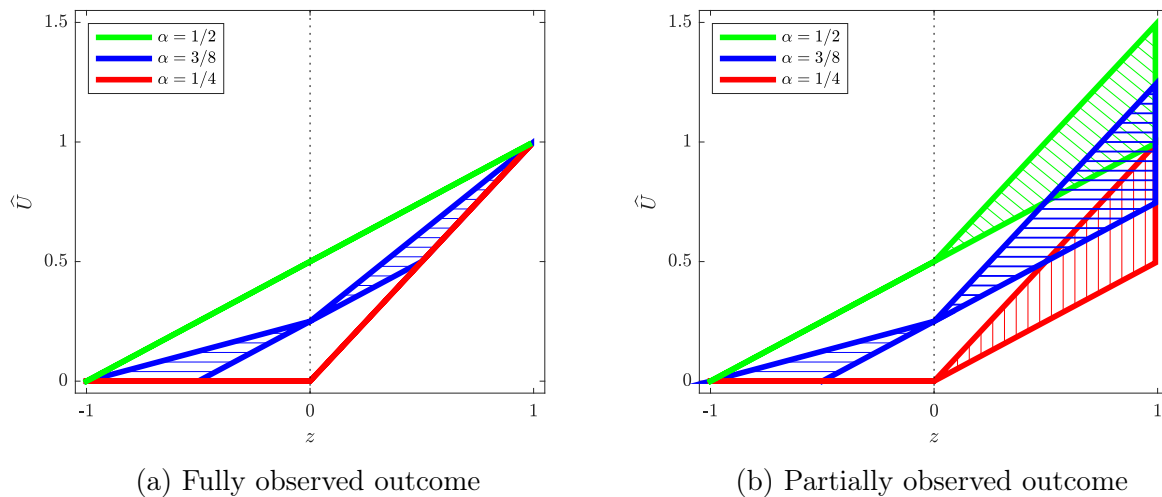 1.5
1
0.5
0
Û
α = 1/2
α = 3/8
α = 1/4
-1 0 1
z
(a) Fully observed outcome
1.5
1
0.5
0
Û
α = 1/2
α = 3/8
α = 1/4
-1 0 1
z
(b) Partially observed outcome